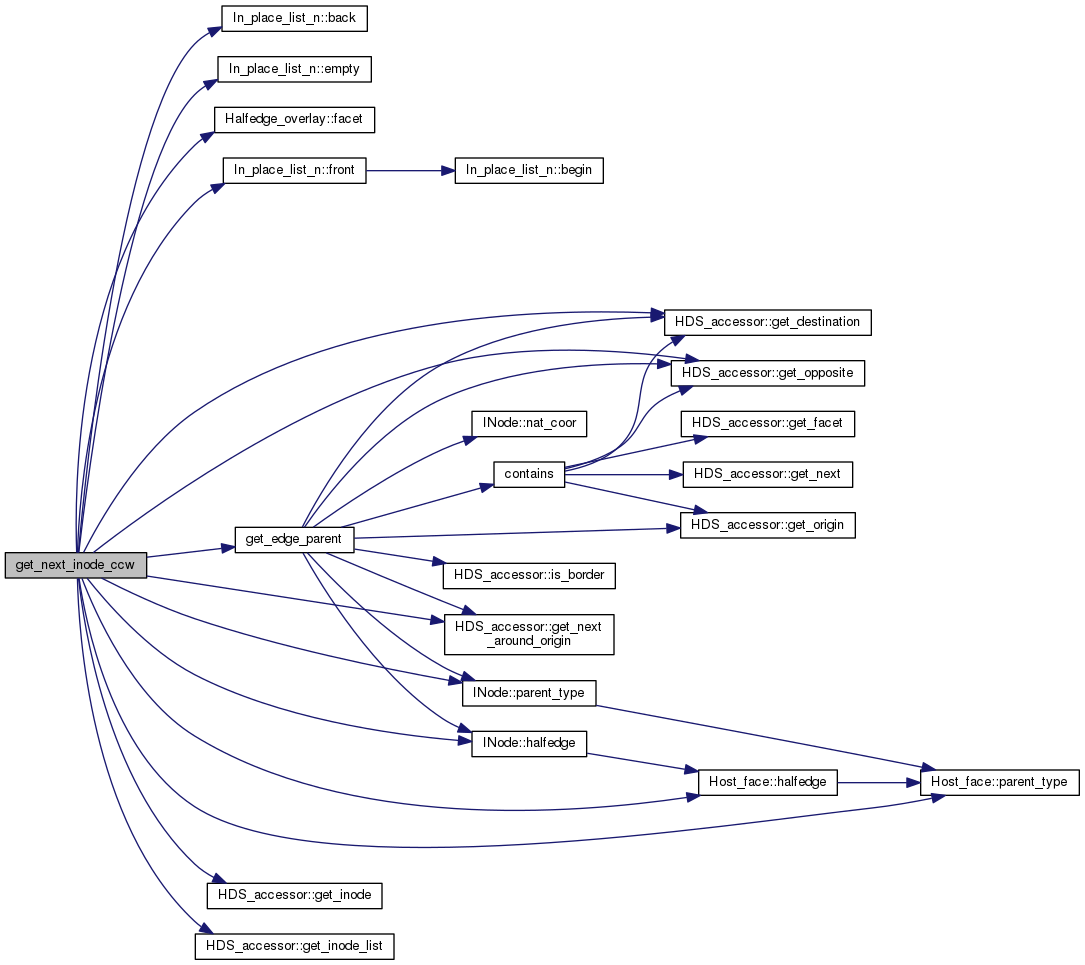 In_place_list_n::back
In_place_list_n::empty
Halfedge_overlay::facet
In_place_list_n::front
In_place_list_n::begin
HDS_accessor::get_destination
HDS_accessor::get_opposite
INode::nat_coor
HDS_accessor::get_facet
contains
HDS_accessor::get_next
HDS_accessor::get_origin
get_edge_parent
get_next_inode_ccw
HDS_accessor::is_border
HDS_accessor::get_next
_around_origin
INode::parent_type
INode::halfedge
Host_face::halfedge
Host_face::parent_type
HDS_accessor::get_inode
HDS_accessor::get_inode_list